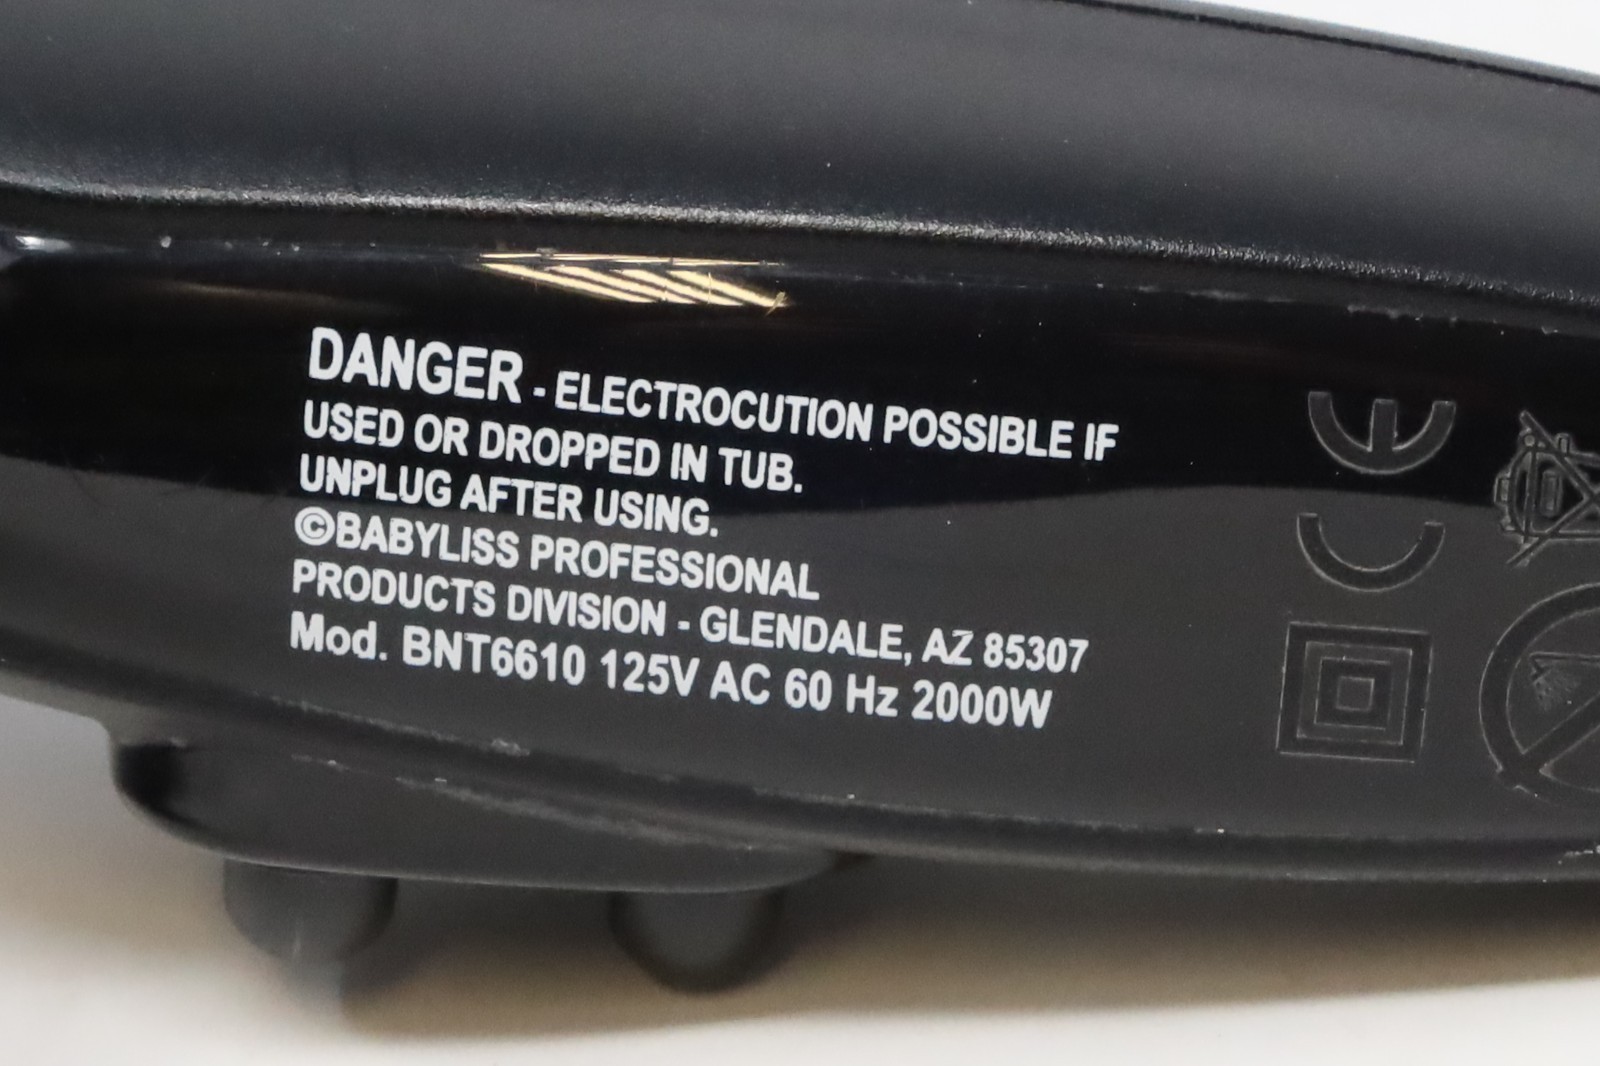 DANGER - ELECTROCUTION POSSIBLE IF
USED OR DROPPED IN TUB.
UNPLUG AFTER USING.
©BABYLISS PROFESSIONAL
PRODUCTS DIVISION - GLENDALE, AZ 85307
Mod. BNT6610 125V AC 60 Hz 2000W
CE